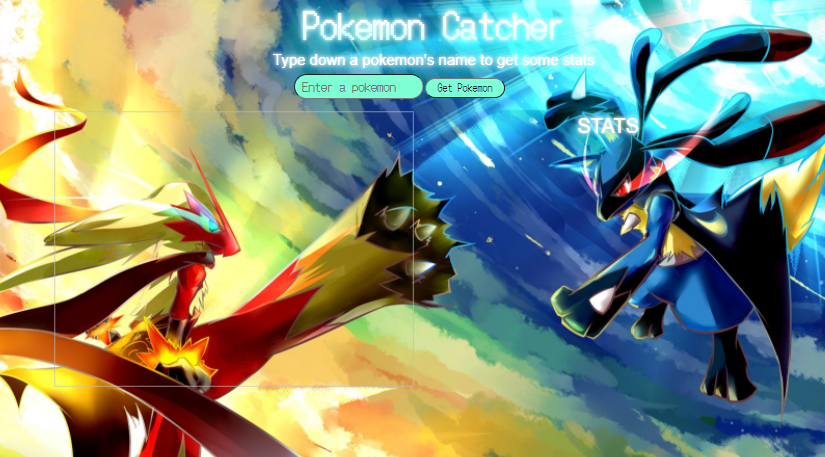 Pokemon Catcher
Type down a pokemon's name to get some stats
Enter a pokemon
Get Pokemon
STATS